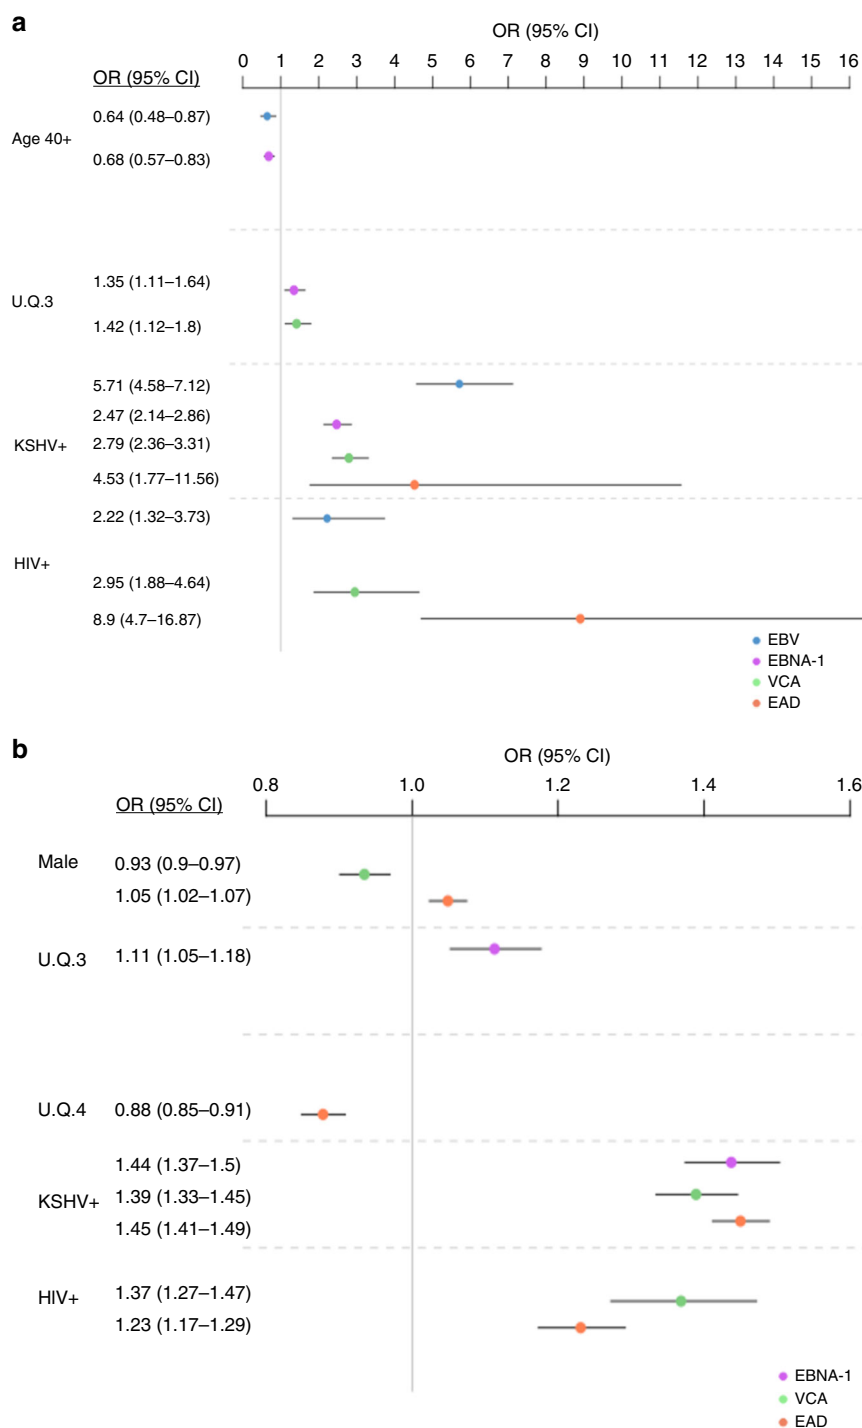 a
OR (95% CI)
0 1 2 3 4 5 6 7 8 9 10 11 12 13 14 15 16
OR (95% CI)
Age 40+
0.64 (0.48–0.87)
0.68 (0.57–0.83)
U.Q.3
1.35 (1.11–1.64)
1.42 (1.12–1.8)
KSHV+
5.71 (4.58–7.12)
2.47 (2.14–2.86)
2.79 (2.36–3.31)
4.53 (1.77–11.56)
HIV+
2.22 (1.32–3.73)
2.95 (1.88–4.64)
8.9 (4.7–16.87)
EBV
EBNA-1
VCA
EAD
b
OR (95% CI)
0.8 1.0 1.2 1.4 1.6
OR (95% CI)
Male
0.93 (0.9–0.97)
1.05 (1.02–1.07)
U.Q.3
1.11 (1.05–1.18)
U.Q.4
0.88 (0.85–0.91)
KSHV+
1.44 (1.37–1.5)
1.39 (1.33–1.45)
1.45 (1.41–1.49)
HIV+
1.37 (1.27–1.47)
1.23 (1.17–1.29)
EBNA-1
VCA
EAD